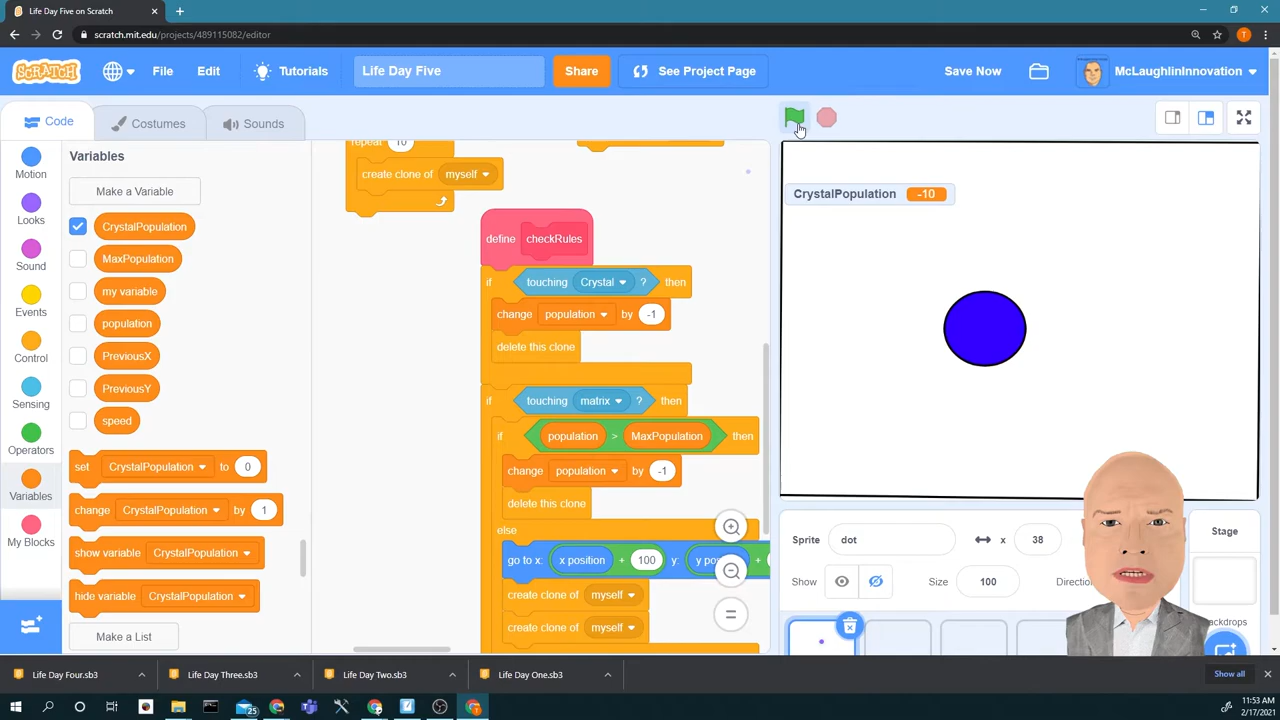 Life Day Five on Scratch
scratch.mit.edu/projects/489115082/editor
T
SCRATCH
File
Edit
Tutorials
Life Day Five
Share
See Project Page
Save Now
McLaughlinInnovation
Code
Costumes
Sounds
Motion
Looks
Sound
Events
Control
Sensing
Operators
Variables
My Blocks
Variables
Make a Variable
CrystalPopulation
MaxPopulation
my variable
population
PreviousX
PreviousY
speed
set CrystalPopulation to 0
change CrystalPopulation by 1
show variable CrystalPopulation
hide variable CrystalPopulation
Make a List
repeat 10
create clone of myself
define checkRules
if touching Crystal ? then
change population by -1
delete this clone
if touching matrix ? then
if population > MaxPopulation then
change population by -1
delete this clone
else
go to x: x position + 100 y: y po +
create clone of myself
create clone of myself
CrystalPopulation -10
Sprite dot x 38
Show Size 100
Stage
Life Day Four.sb3
Life Day Three.sb3
Life Day Two.sb3
Life Day One.sb3
Show all
25
11:53 AM
2/17/2021